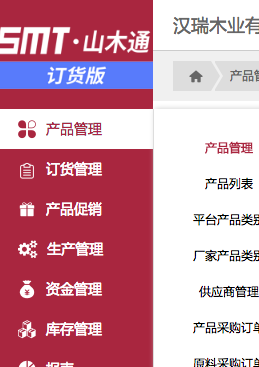 SMT·山木通
订货版
产品管理
订货管理
产品促销
生产管理
资金管理
库存管理
报表
汉瑞木业有
产品管
产品管理
产品列表
平台产品类别
厂家产品类别
供应商管理
产品采购订单
原料采购订单